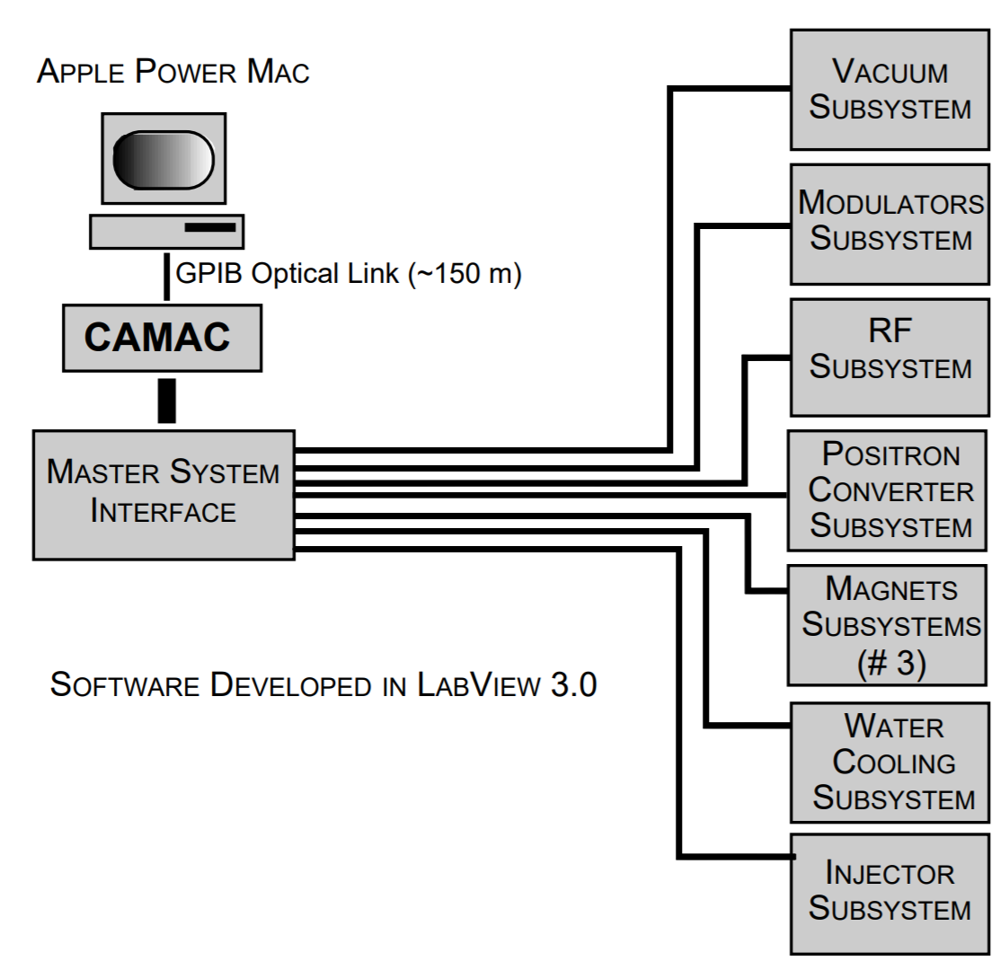 APPLE POWER MAC
GPIB Optical Link (~150 m)
CAMAC
MASTER SYSTEM
INTERFACE
SOFTWARE DEVELOPED IN LABVIEW 3.0
VACUUM
SUBSYSTEM
MODULATORS
SUBSYSTEM
RF
SUBSYSTEM
POSITRON
CONVERTER
SUBSYSTEM
MAGNETS
SUBSYSTEMS
(# 3)
WATER
COOLING
SUBSYSTEM
INJECTOR
SUBSYSTEM